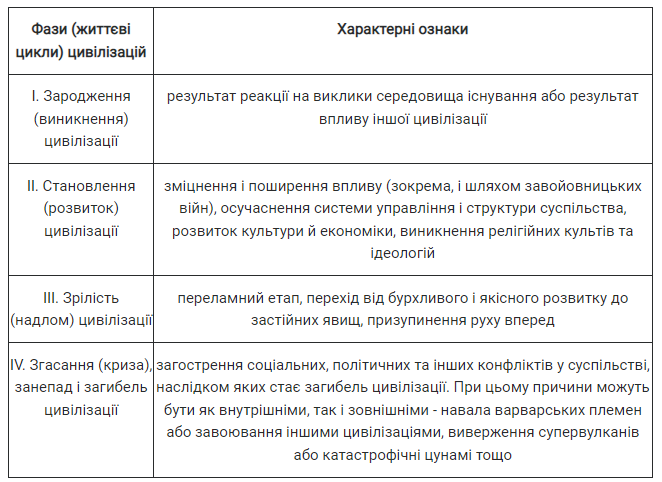 Фази (життєві
цикли) цивілізацій
Характерні ознаки
І. Зародження
(виникнення)
цивілізації
результат реакції на виклики середовища існування або результат
впливу іншої цивілізації
ІІ. Становлення
(розвиток)
цивілізації
зміцнення і поширення впливу (зокрема, і шляхом завойовницьких
війн), осучаснення системи управління і структури суспільства,
розвиток культури й економіки, виникнення релігійних культів та
ідеологій
ІІІ. Зрілість
(надлом) цивілізації
переламний етап, перехід від бурхливого і якісного розвитку до
застійних явищ, призупинення руху вперед
IV. Згасання (криза),
занепад і загибель
цивілізації
загострення соціальних, політичних та інших конфліктів у суспільстві,
наслідком яких стає загибель цивілізації. При цьому причини можуть
бути як внутрішніми, так і зовнішніми - навала варварських племен
або завоювання іншими цивілізаціями, виверження супервулканів
або катастрофічні цунамі тощо